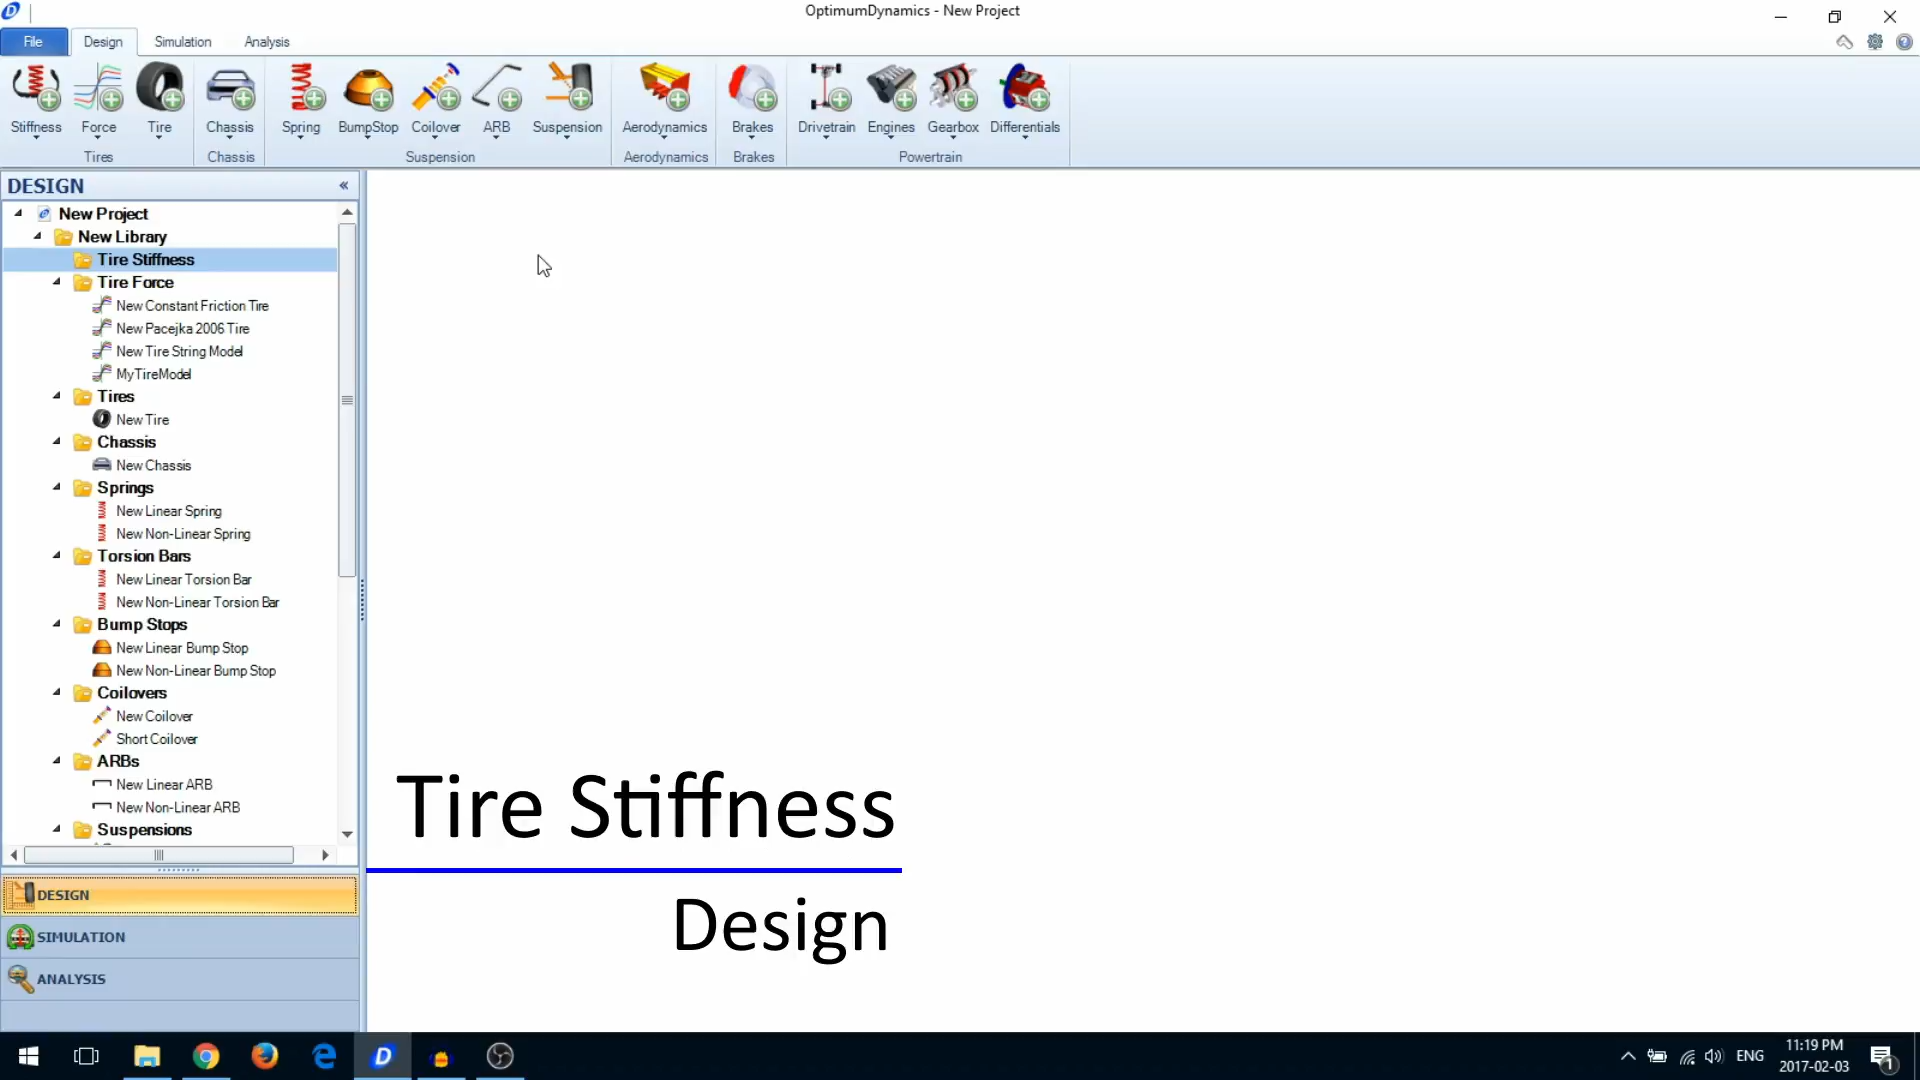 OptimumDynamics - New Project
File Design Simulation Analysis
Stiffness Force Tire Chassis Spring BumpStop Coilover ARB Suspension Aerodynamics Brakes Drivetrain Engines Gearbox Differentials
Tires Chassis Suspension Aerodynamics Brakes Powertrain
DESIGN
New Project
New Library
Tire Stiffness
Tire Force
New Constant Friction Tire
New Pacejka 2006 Tire
New Tire String Model
MyTireModel
Tires
New Tire
Chassis
New Chassis
Springs
New Linear Spring
New Non-Linear Spring
Torsion Bars
New Linear Torsion Bar
New Non-Linear Torsion Bar
Bump Stops
New Linear Bump Stop
New Non-Linear Bump Stop
Coilovers
New Coilover
Short Coilover
ARBs
New Linear ARB
New Non-Linear ARB
Suspensions
DESIGN
SIMULATION
ANALYSIS
Tire Stiffness
Design
ENG
11:19 PM
2017-02-03
1